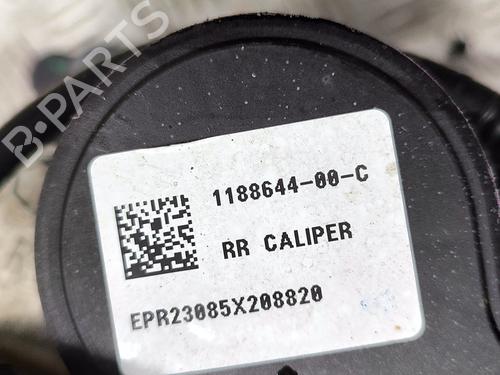 B-PARTS
1188644-00-C
RR CALIPER
EPR23085X208820